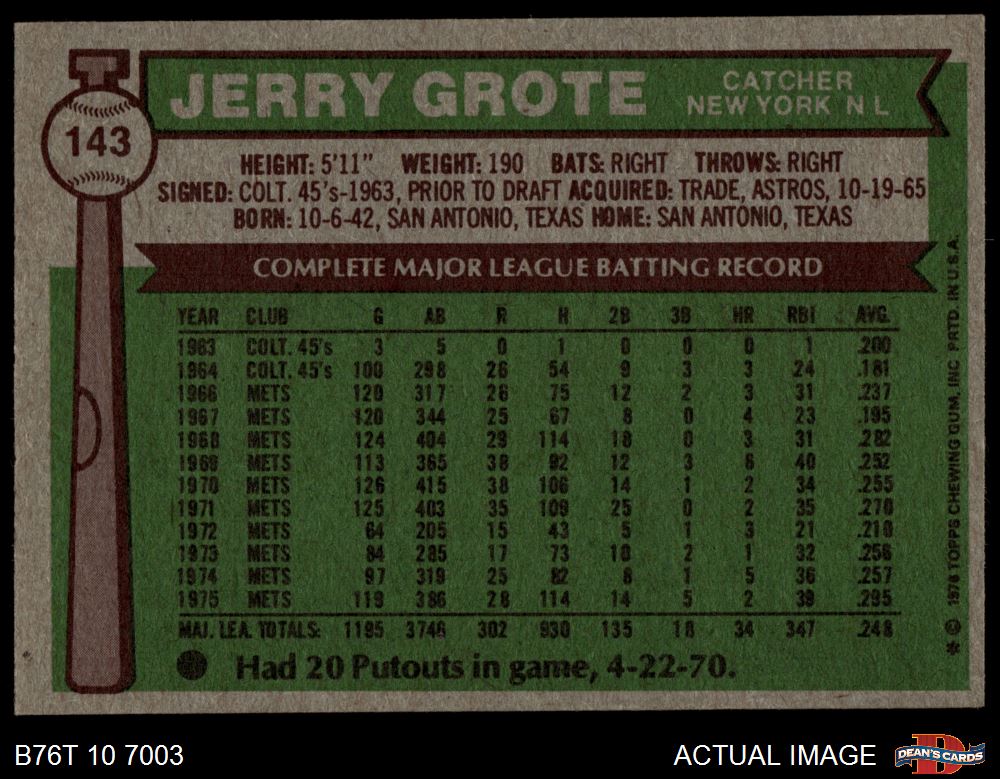 143
JERRY GROTE
CATCHER
NEW YORK N L
HEIGHT: 5'11" WEIGHT: 190 BATS: RIGHT THROWS: RIGHT
SIGNED: COLT. 45's-1963, PRIOR TO DRAFT ACQUIRED: TRADE, ASTROS, 10-19-65
BORN: 10-6-42, SAN ANTONIO, TEXAS HOME: SAN ANTONIO, TEXAS
COMPLETE MAJOR LEAGUE BATTING RECORD
YEAR CLUB G AB R H 2B 3B HR RBI AVG.
1963 COLT. 45's 3 5 0 1 0 0 0 1 .200
1964 COLT. 45's 100 298 26 54 9 3 3 24 .181
1966 METS 120 317 26 75 12 2 3 31 .237
1967 METS 120 344 25 67 8 0 4 23 .195
1968 METS 124 404 29 114 18 0 3 31 .282
1969 METS 113 365 38 92 12 3 6 40 .252
1970 METS 126 415 38 106 14 1 2 34 .255
1971 METS 125 403 35 109 25 0 2 35 .270
1972 METS 64 205 15 43 5 1 3 21 .210
1973 METS 84 285 17 73 10 2 1 32 .256
1974 METS 97 319 25 82 8 1 5 36 .257
1975 METS 119 386 28 114 14 5 2 39 .295
MAJ. LEA. TOTALS: 1195 3746 302 930 135 18 34 347 .248
Had 20 Putouts in game, 4-22-70.
* © 1976 TOPPS CHEWING GUM, INC PRTD. IN U.S.A.
B76T 10 7003
ACTUAL IMAGE
D
DEAN'S CARDS